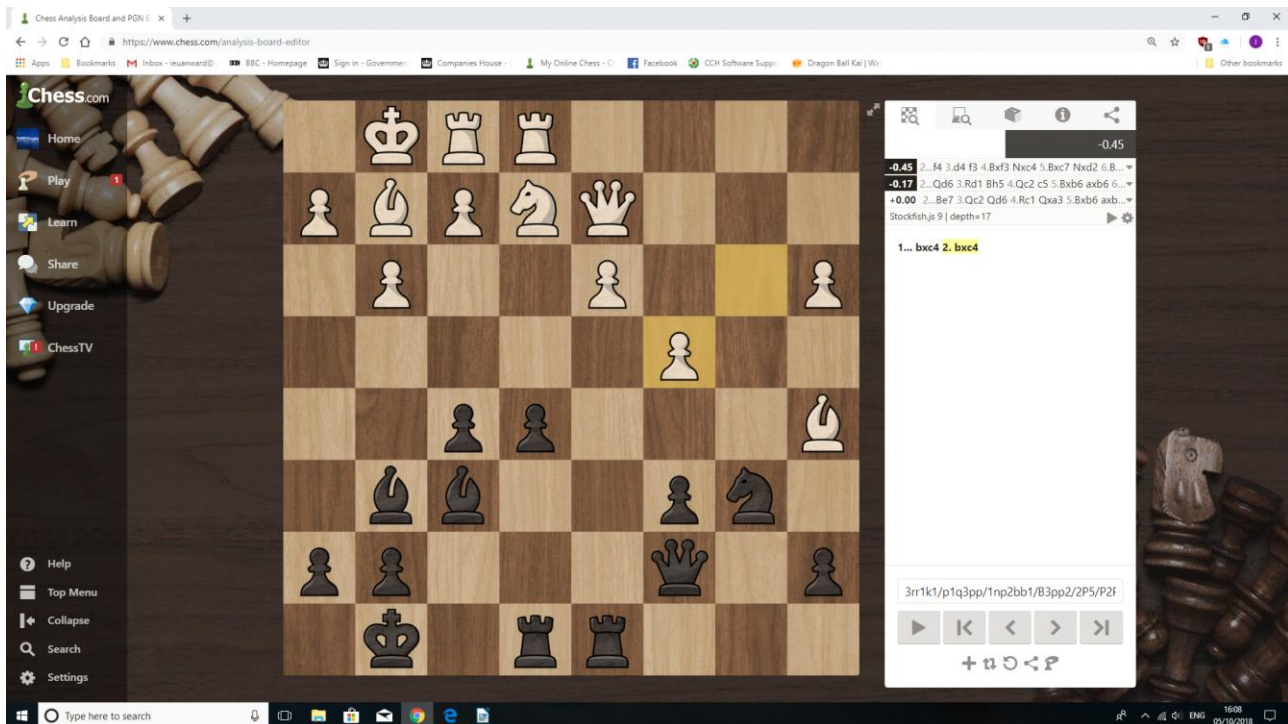 Chess Analysis Board and PGN E
https://www.chess.com/analysis-board-editor
Apps Bookmarks Inbox - ieuanward@ BBC - Homepage Sign in - Governmen Companies House - My Online Chess - C Facebook CCH Software Suppo Dragon Ball Kai | Wa Other bookmarks
Chess.com
Home
Play 1
Learn
Share
Upgrade
1 ChessTV
Help
Top Menu
Collapse
Search
Settings
-0.45
-0.45 2...f4 3.d4 f3 4.Bxf3 Nxc4 5.Bxc7 Nxd2 6.B...
-0.17 2...Qd6 3.Rd1 Bh5 4.Qc2 c5 5.Bxb6 axb6 6...
+0.00 2...Be7 3.Qc2 Qd6 4.Rc1 Qxa3 5.Bxb6 axb...
Stockfish.js 9 | depth=17
1... bxc4 2. bxc4
3rr1k1/p1q3pp/1np2bb1/B3pp2/2P5/P2F
Type here to search
ENG
16:08
05/10/2018